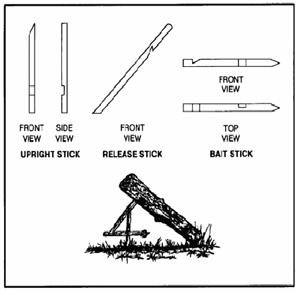 FRONT VIEW SIDE VIEW
UPRIGHT STICK
FRONT VIEW
RELEASE STICK
FRONT VIEW
TOP VIEW
BAIT STICK